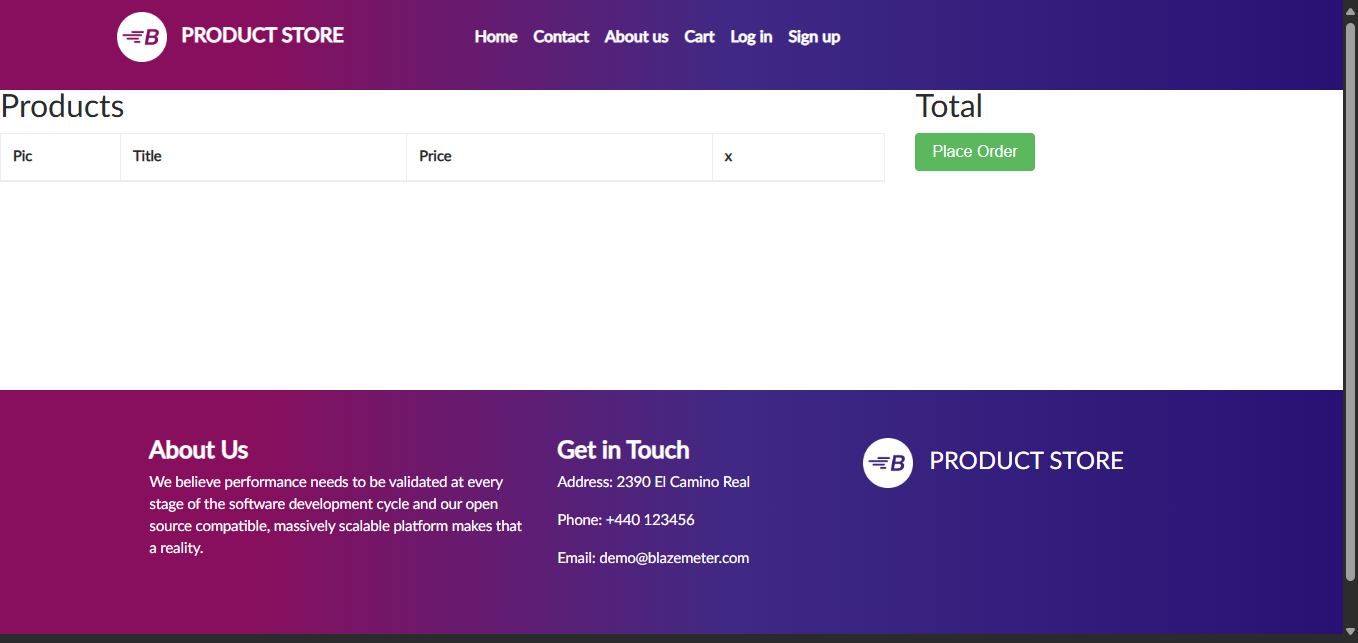 B PRODUCT STORE Home Contact About us Cart Log in Sign up
Products
Total
Pic Title Price x
Place Order
About Us
We believe performance needs to be validated at every
stage of the software development cycle and our open
source compatible, massively scalable platform makes that
a reality.
Get in Touch
Address: 2390 El Camino Real
Phone: +440 123456
Email: demo@blazemeter.com
B PRODUCT STORE